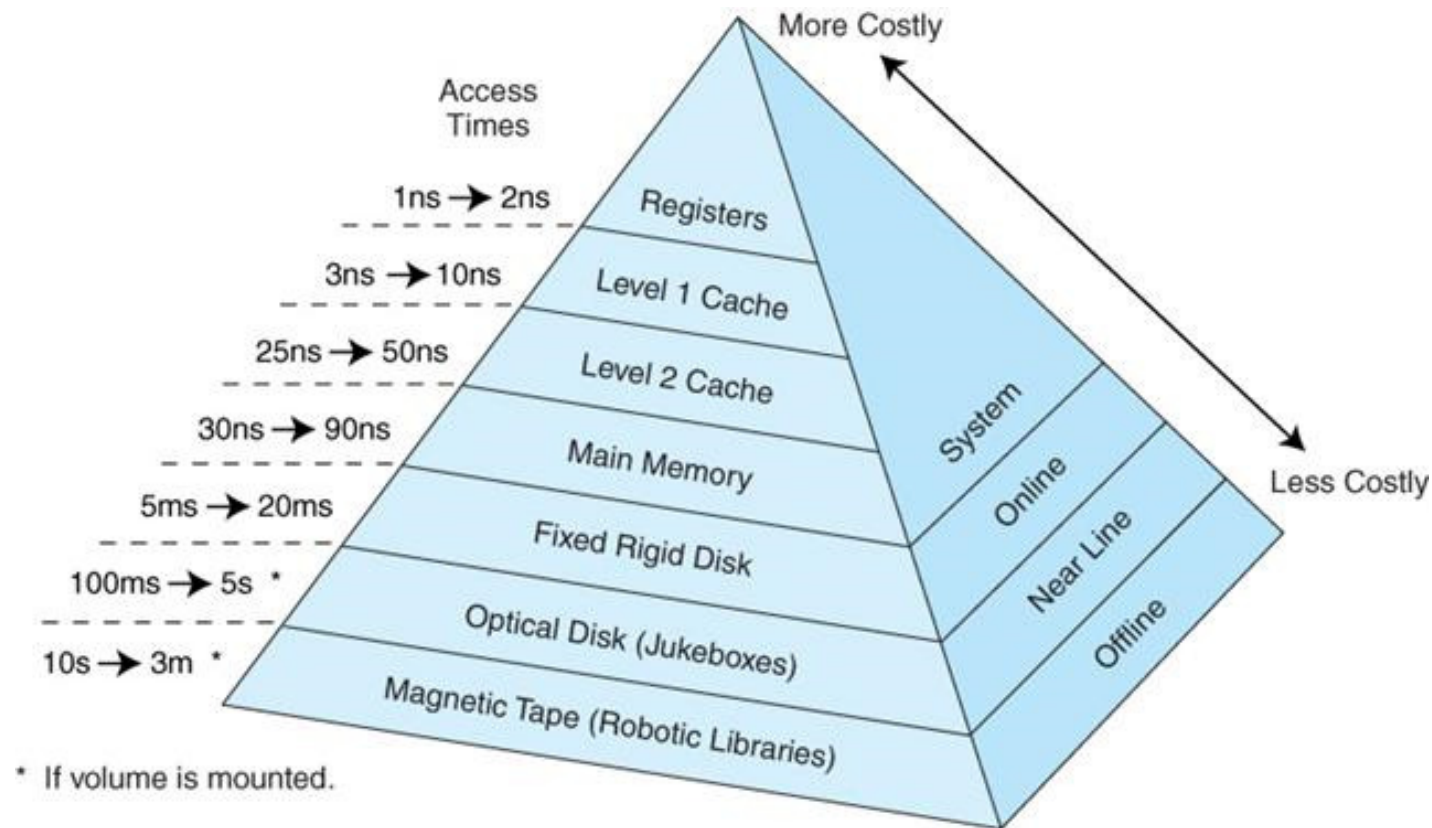 More Costly
Access
Times
1ns → 2ns
Registers
3ns → 10ns
Level 1 Cache
25ns → 50ns
Level 2 Cache
30ns → 90ns
Main Memory
System
5ms → 20ms
Fixed Rigid Disk
Online
Less Costly
100ms → 5s *
Optical Disk (Jukeboxes)
Near Line
10s → 3m *
Magnetic Tape (Robotic Libraries)
Offline
* If volume is mounted.